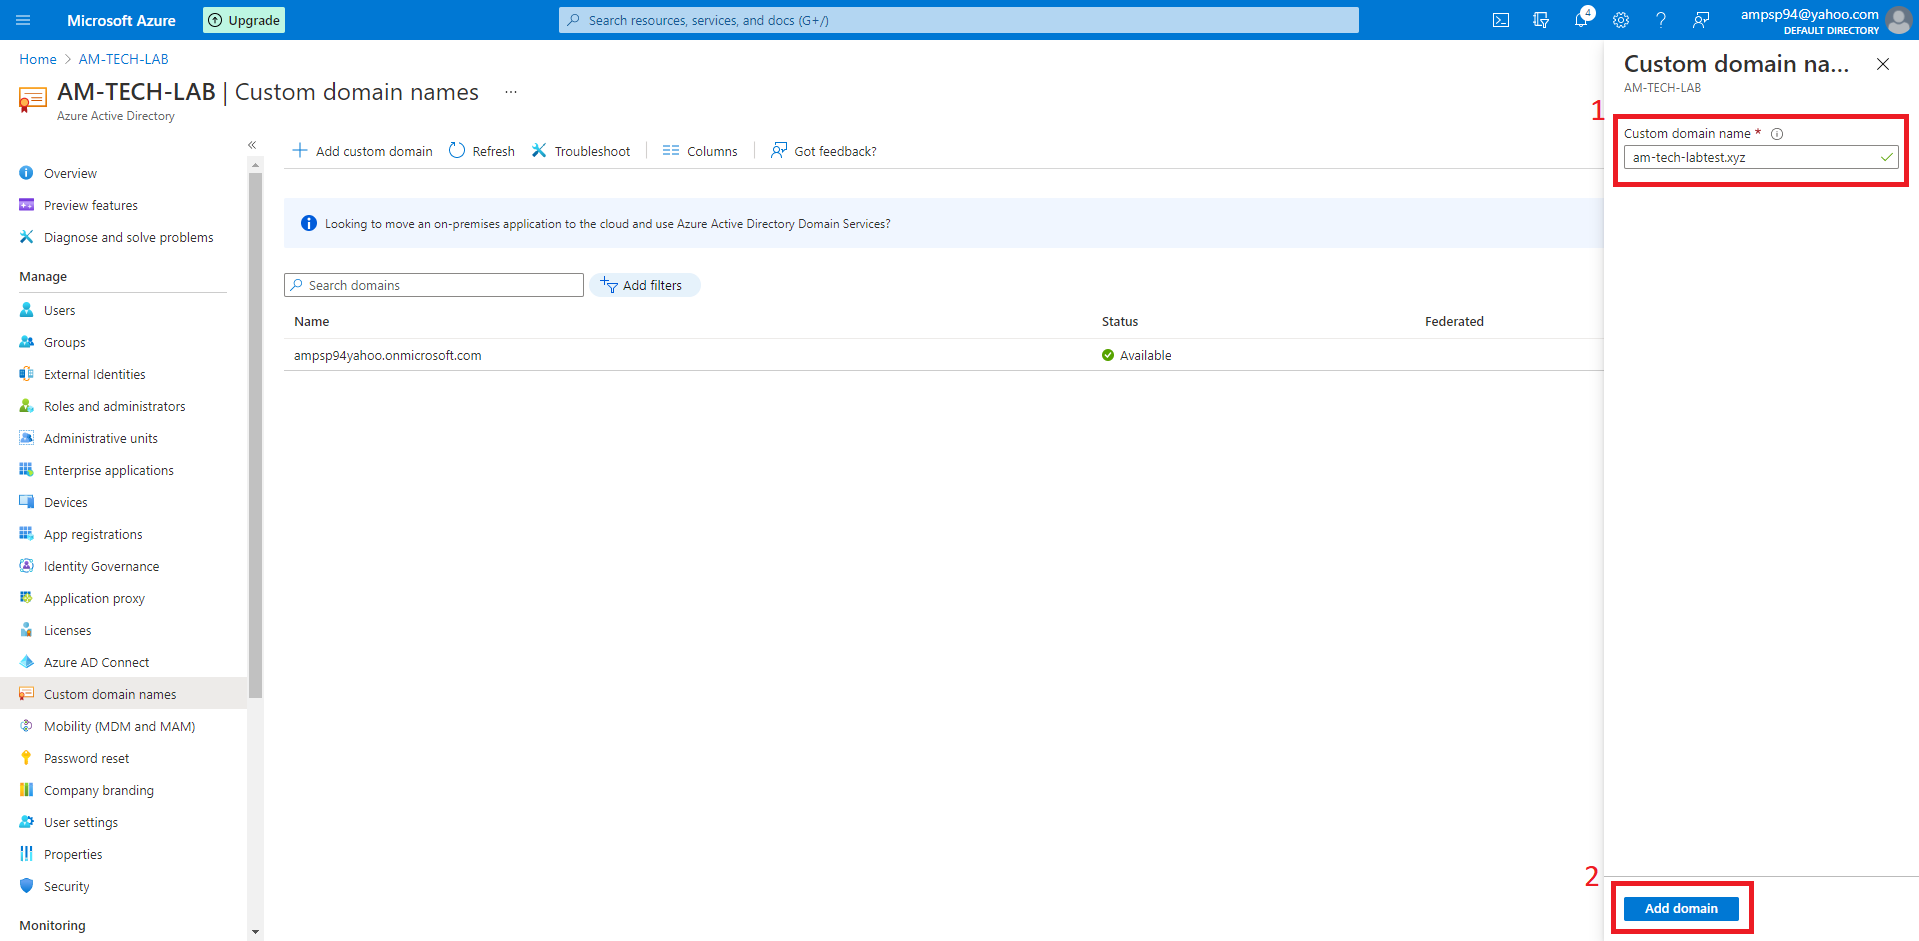 Microsoft Azure
Upgrade
Search resources, services, and docs (G+/)
4
ampsp94@yahoo.com
DEFAULT DIRECTORY
Home > AM-TECH-LAB
AM-TECH-LAB | Custom domain names ...
Azure Active Directory
«
Overview
Preview features
Diagnose and solve problems
Manage
Users
Groups
External Identities
Roles and administrators
Administrative units
Enterprise applications
Devices
App registrations
Identity Governance
Application proxy
Licenses
Azure AD Connect
Custom domain names
Mobility (MDM and MAM)
Password reset
Company branding
User settings
Properties
Security
Monitoring
Add custom domain Refresh Troubleshoot Columns Got feedback?
Looking to move an on-premises application to the cloud and use Azure Active Directory Domain Services?
Search domains Add filters
Name Status Federated
ampsp94yahoo.onmicrosoft.com Available
Custom domain na...
AM-TECH-LAB
1
Custom domain name *
am-tech-labtest.xyz
2
Add domain